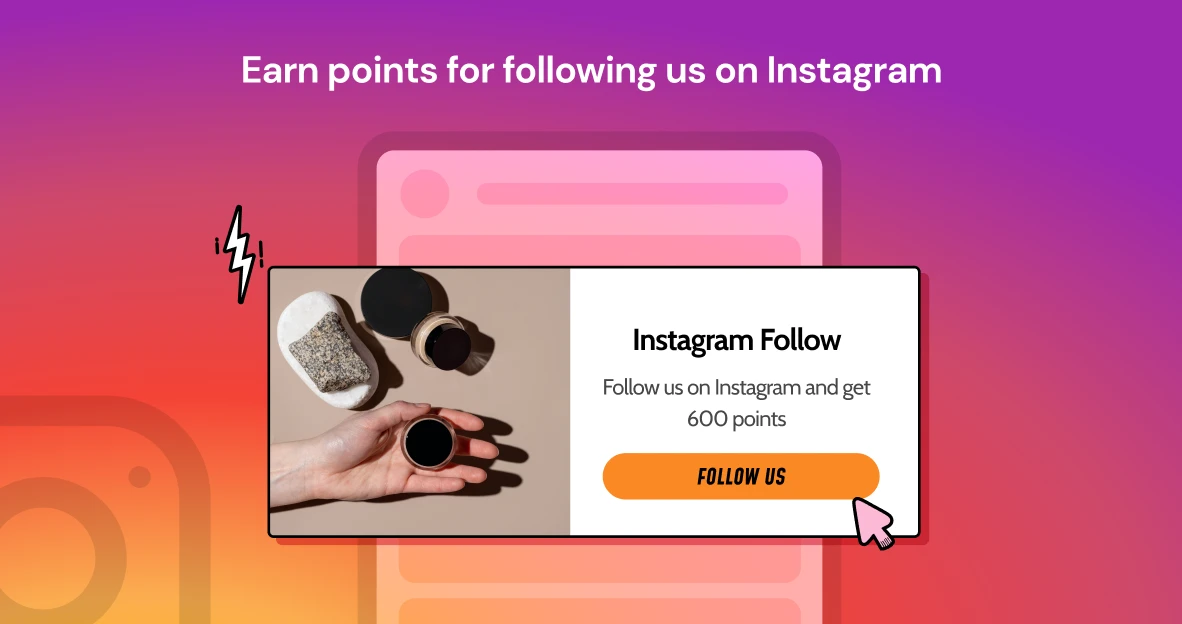 Earn points for following us on Instagram
Instagram Follow
Follow us on Instagram and get
600 points
FOLLOW US